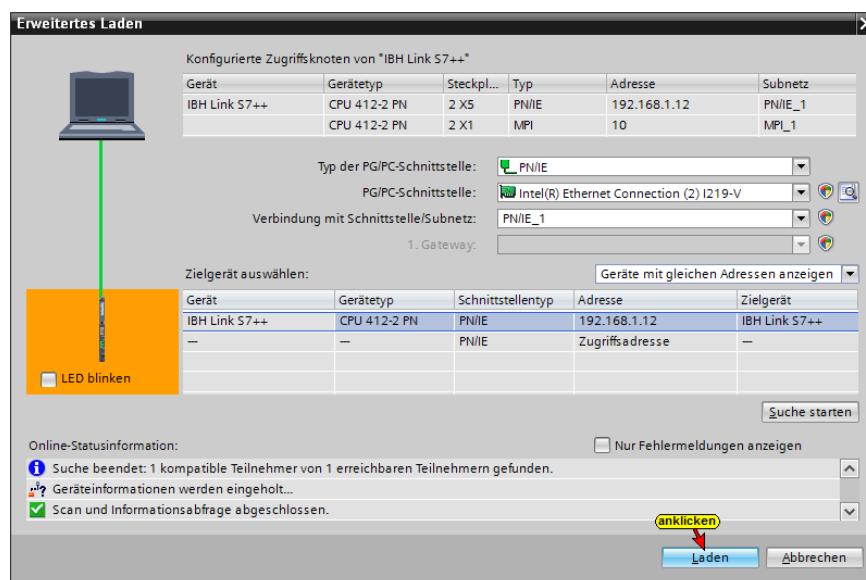 Erweitertes Laden
Konfigurierte Zugriffsknoten von "IBH Link S7++"
Gerät Gerätetyp Steckpl... Typ Adresse Subnetz
IBH Link S7++ CPU 412-2 PN 2 X5 PN/IE 192.168.1.12 PN/IE_1
CPU 412-2 PN 2 X1 MPI 10 MPI_1
Typ der PG/PC-Schnittstelle: PN/IE
PG/PC-Schnittstelle: Intel(R) Ethernet Connection (2) I219-V
Verbindung mit Schnittstelle/Subnetz: PN/IE_1
1. Gateway:
Zielgerät auswählen: Geräte mit gleichen Adressen anzeigen
Gerät Gerätetyp Schnittstellentyp Adresse Zielgerät
IBH Link S7++ CPU 412-2 PN PN/IE 192.168.1.12 IBH Link S7++
— — PN/IE Zugriffsadresse —
LED blinken
Suche starten
Online-Statusinformation: Nur Fehlermeldungen anzeigen
Suche beendet: 1 kompatible Teilnehmer von 1 erreichbaren Teilnehmern gefunden.
Geräteinformationen werden eingeholt...
Scan und Informationsabfrage abgeschlossen.
anklicken
Laden Abbrechen